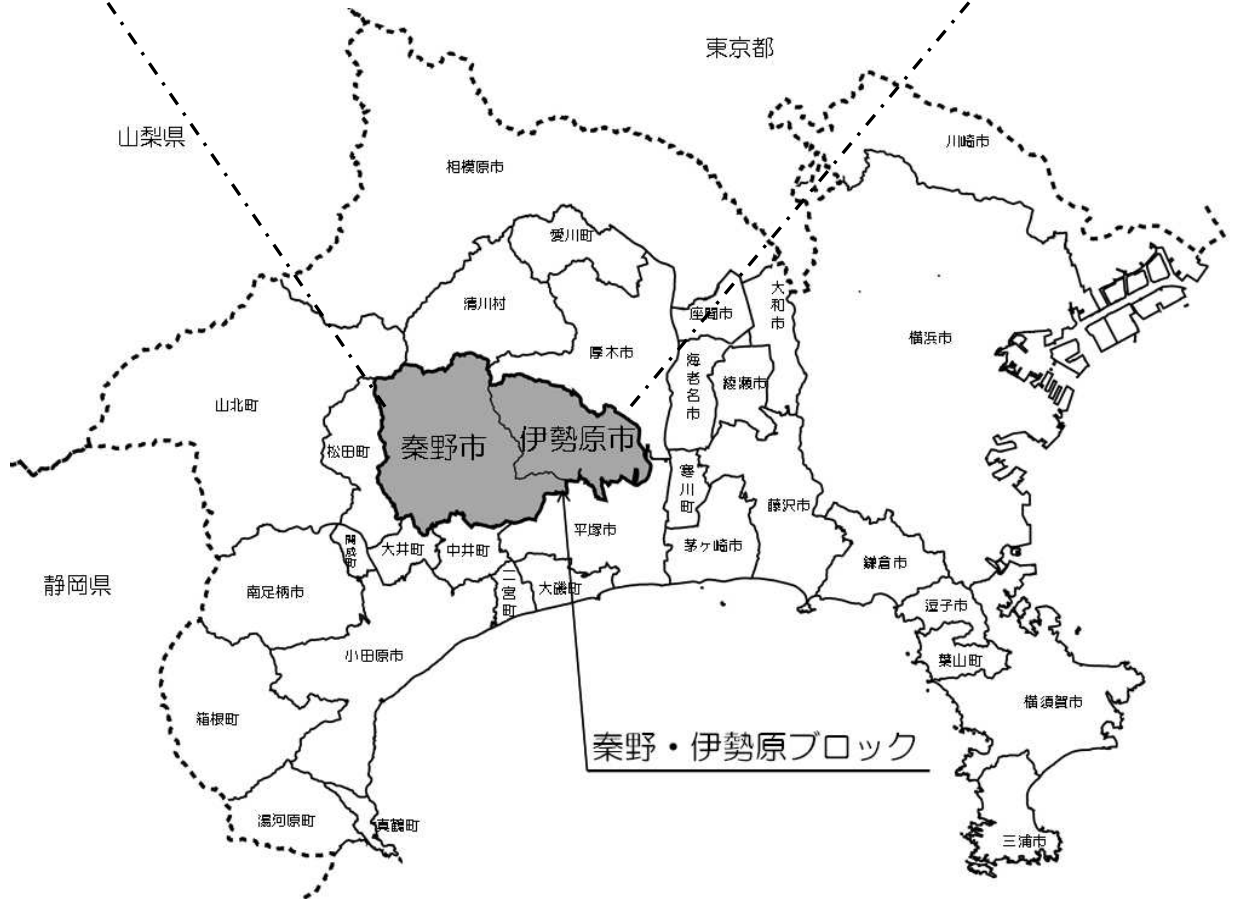 東京都
山梨県
川崎市
相模原市
愛川町
清川村
座間市
大和市
横浜市
厚木市
海老名市
綾瀬市
山北町
松田町
秦野市
伊勢原市
寒川町
藤沢市
平塚市
茅ヶ崎市
開成町
大井町
中井町
鎌倉市
静岡県
南足柄市
二宮町
大磯町
逗子市
小田原市
葉山町
横須賀市
箱根町
秦野・伊勢原ブロック
湯河原町
真鶴町
三浦市